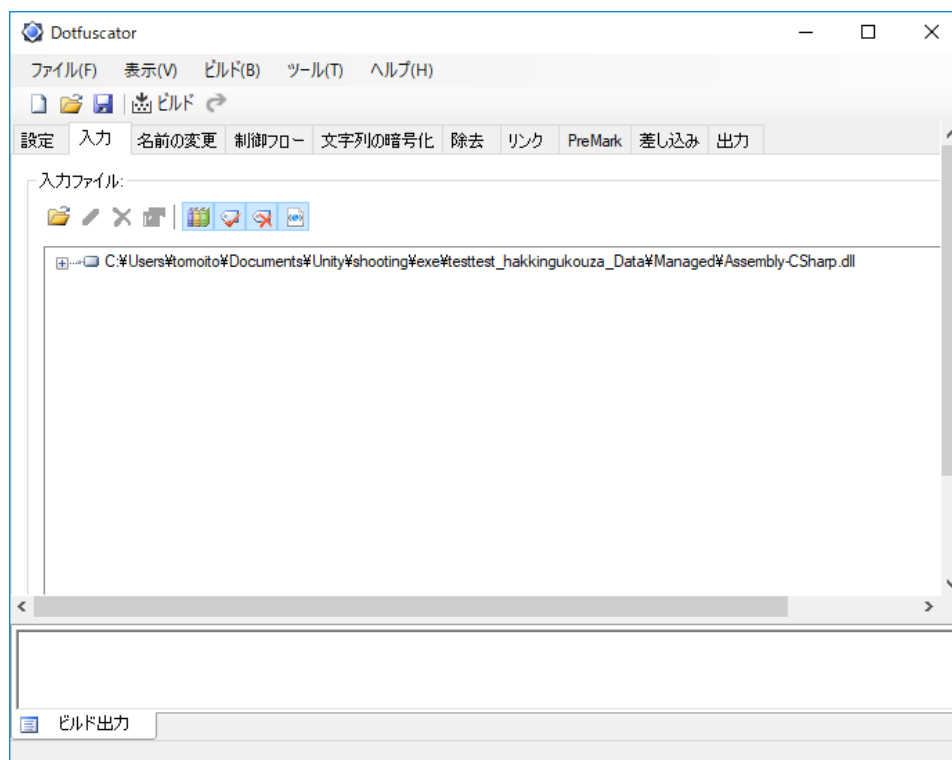 Dotfuscator
ファイル(F) 表示(V) ビルド(B) ツール(T) ヘルプ(H)
ビルド
設定 入力 名前の変更 制御フロー 文字列の暗号化 除去 リンク PreMark 差し込み 出力
入力ファイル:
C:¥Users¥tomoito¥Documents¥Unity¥shooting¥exe¥testtest_hakkingukouza_Data¥Managed¥Assembly-CSharp.dll
ビルド出力